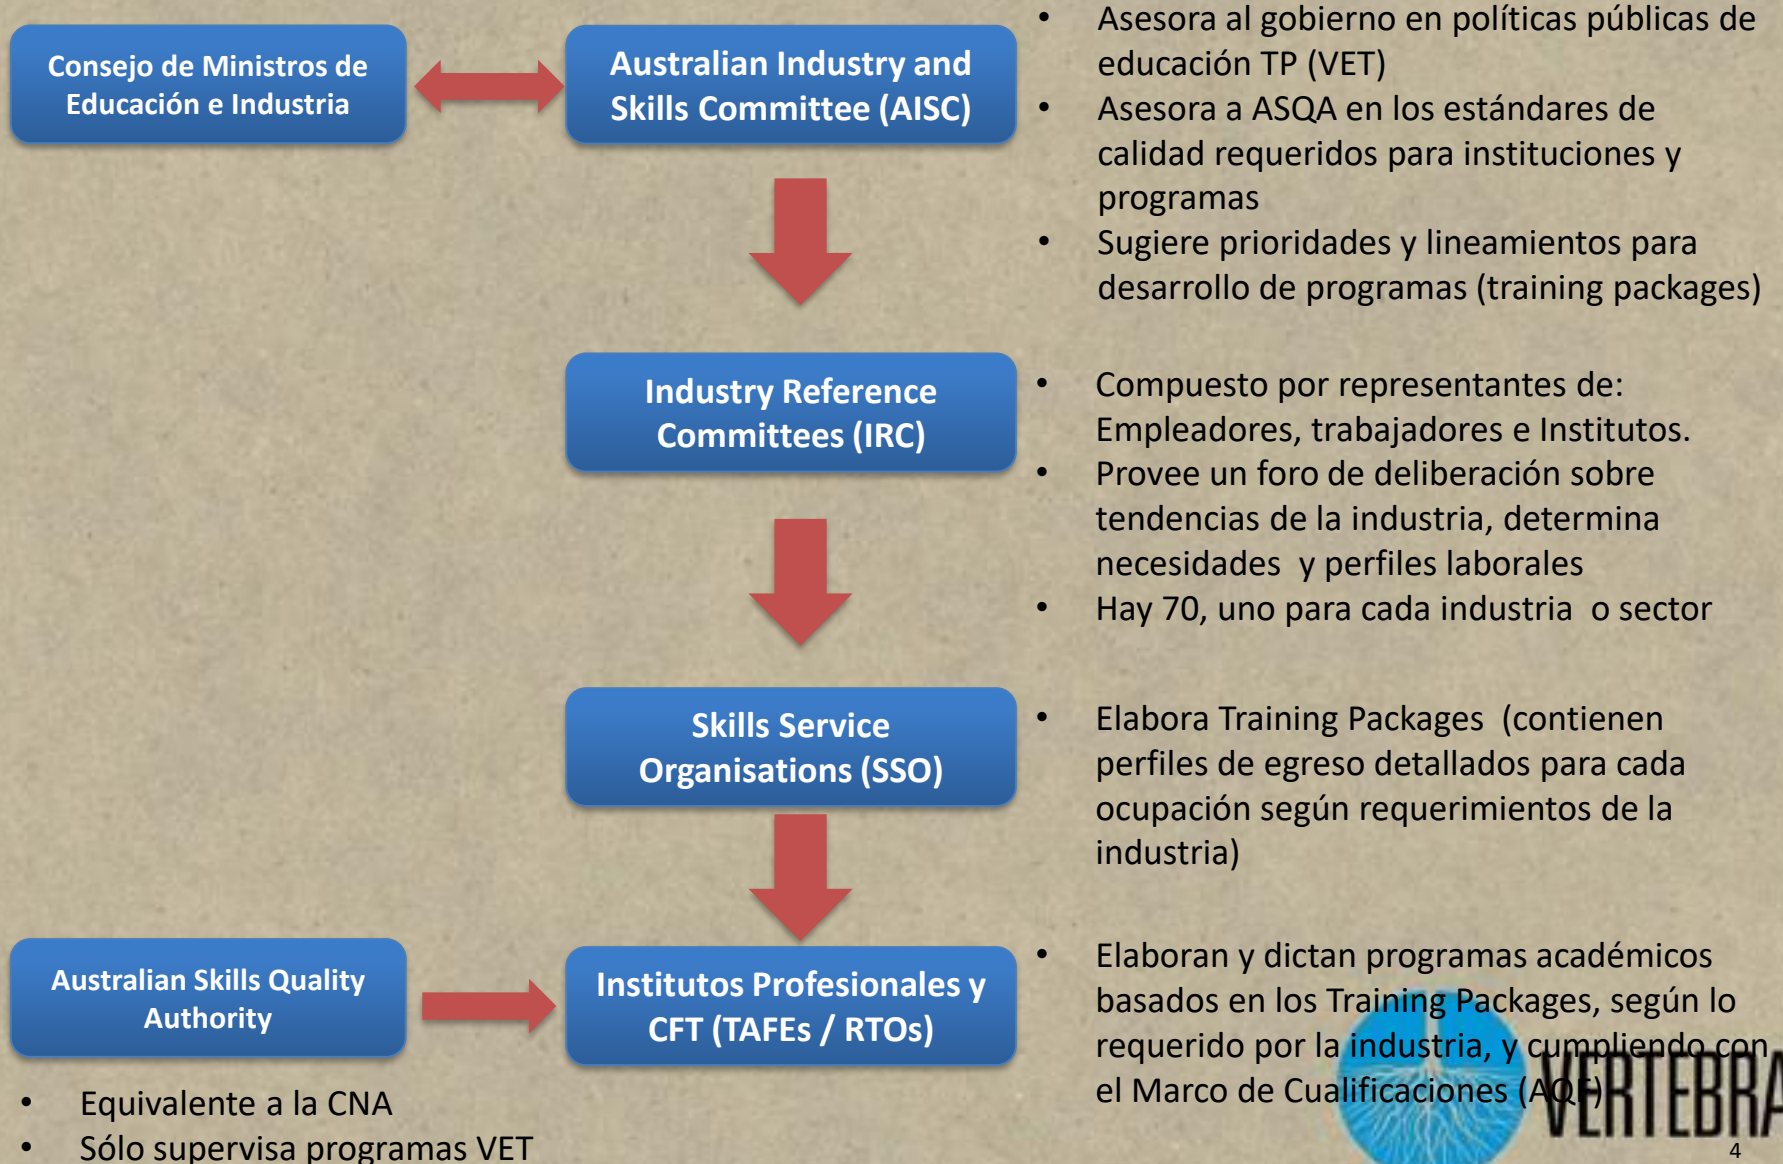 Consejo de Ministros de
Educación e Industria
Australian Industry and
Skills Committee (AISC)
• Asesora al gobierno en políticas públicas de
educación TP (VET)
• Asesora a ASQA en los estándares de
calidad requeridos para instituciones y
programas
• Sugiere prioridades y lineamientos para
desarrollo de programas (training packages)
Industry Reference
Committees (IRC)
• Compuesto por representantes de:
Empleadores, trabajadores e Institutos.
• Provee un foro de deliberación sobre
tendencias de la industria, determina
necesidades y perfiles laborales
• Hay 70, uno para cada industria o sector
Skills Service
Organisations (SSO)
• Elabora Training Packages (contienen
perfiles de egreso detallados para cada
ocupación según requerimientos de la
industria)
Australian Skills Quality
Authority
Institutos Profesionales y
CFT (TAFEs / RTOs)
• Elaboran y dictan programas académicos
basados en los Training Packages, según lo
requerido por la industria, y cumpliendo con
el Marco de Cualificaciones (AQF)
• Equivalente a la CNA
• Sólo supervisa programas VET
VERTEBRA
4